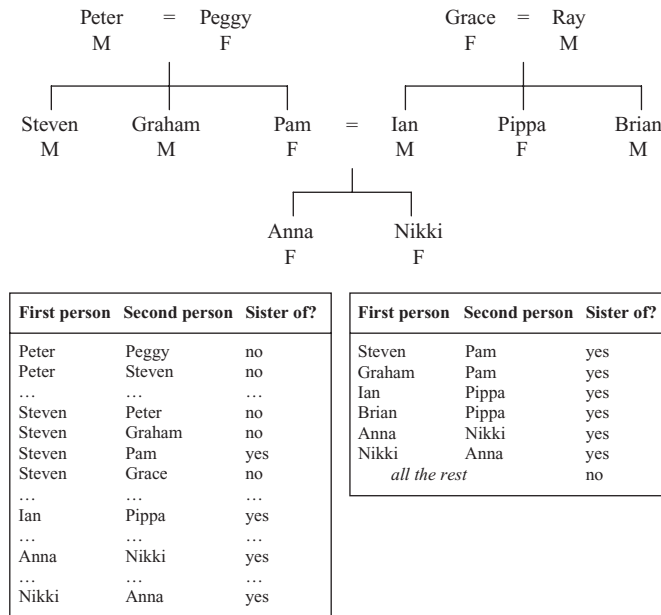 Peter = Peggy Grace = Ray
M F F M
Steven Graham Pam = Ian Pippa Brian
M M F M F M
Anna Nikki
F F
First person Second person Sister of?
Peter Peggy no
Peter Steven no
… … …
Steven Peter no
Steven Graham no
Steven Pam yes
Steven Grace no
… … …
Ian Pippa yes
… … …
Anna Nikki yes
… … …
Nikki Anna yes
First person Second person Sister of?
Steven Pam yes
Graham Pam yes
Ian Pippa yes
Brian Pippa yes
Anna Nikki yes
Nikki Anna yes
all the rest no